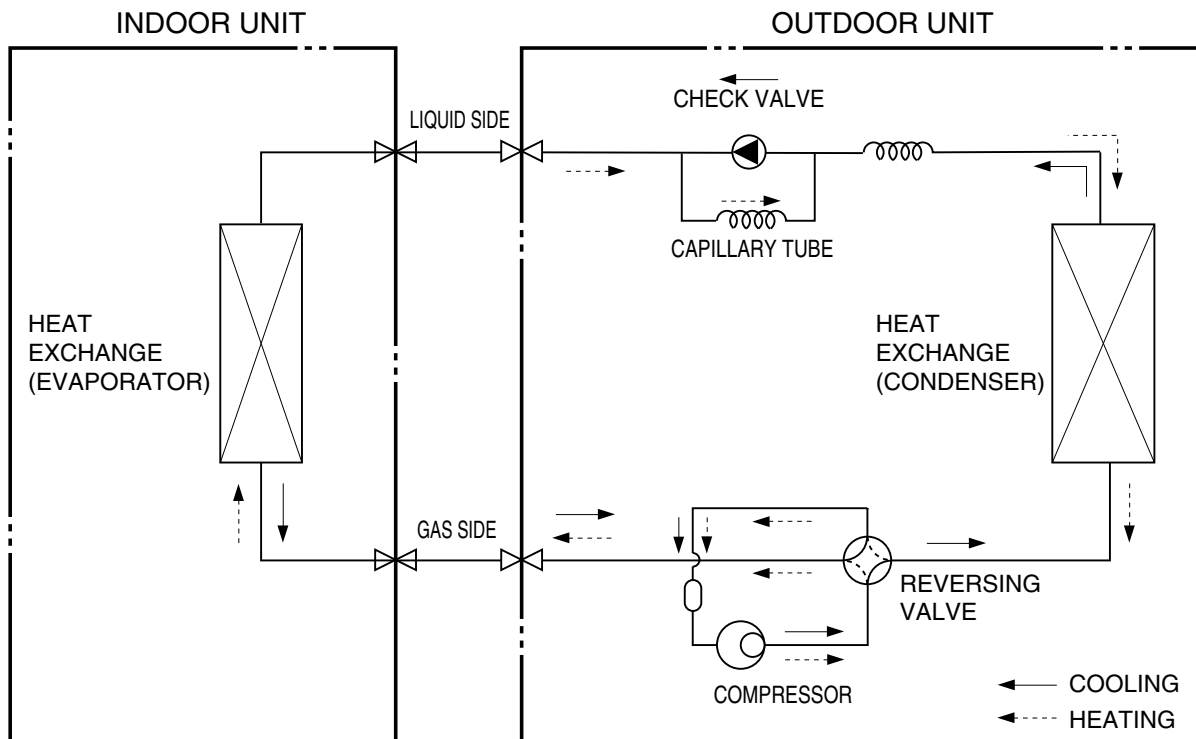 INDOOR UNIT
OUTDOOR UNIT
CHECK VALVE
LIQUID SIDE
CAPILLARY TUBE
HEAT
EXCHANGE
(EVAPORATOR)
HEAT
EXCHANGE
(CONDENSER)
GAS SIDE
REVERSING
VALVE
COMPRESSOR
COOLING
HEATING